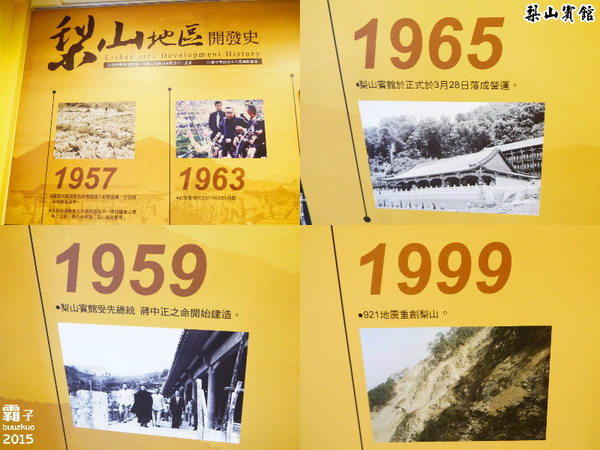 梨山地區開發史
Lishan area Development History
1957
1963
梨山賓館
1965
●梨山賓館於正式於3月28日落成營運。
1959
●梨山賓館受先總統 蔣中正之命開始建造。
1999
●921地震重創梨山。
霸子
buuzkuo
2015